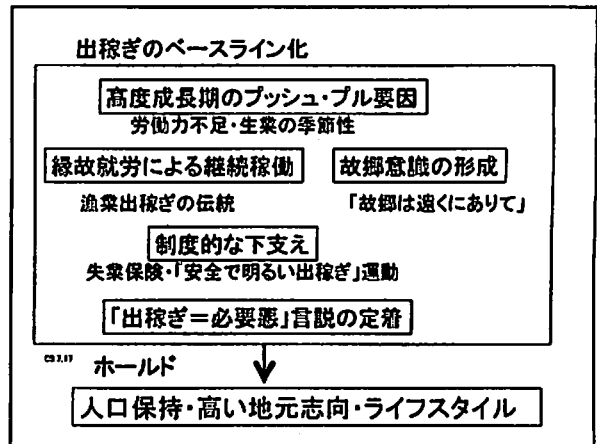 出稼ぎのベースライン化
高度成長期のプッシュ・プル要因
労働力不足・生業の季節性
縁故就労による継続稼働 故郷意識の形成
漁業出稼ぎの伝統 「故郷は遠くにありて」
制度的な下支え
失業保険・「安全で明るい出稼ぎ」運動
「出稼ぎ＝必要悪」言説の定着
ホールド
人口保持・高い地元志向・ライフスタイル